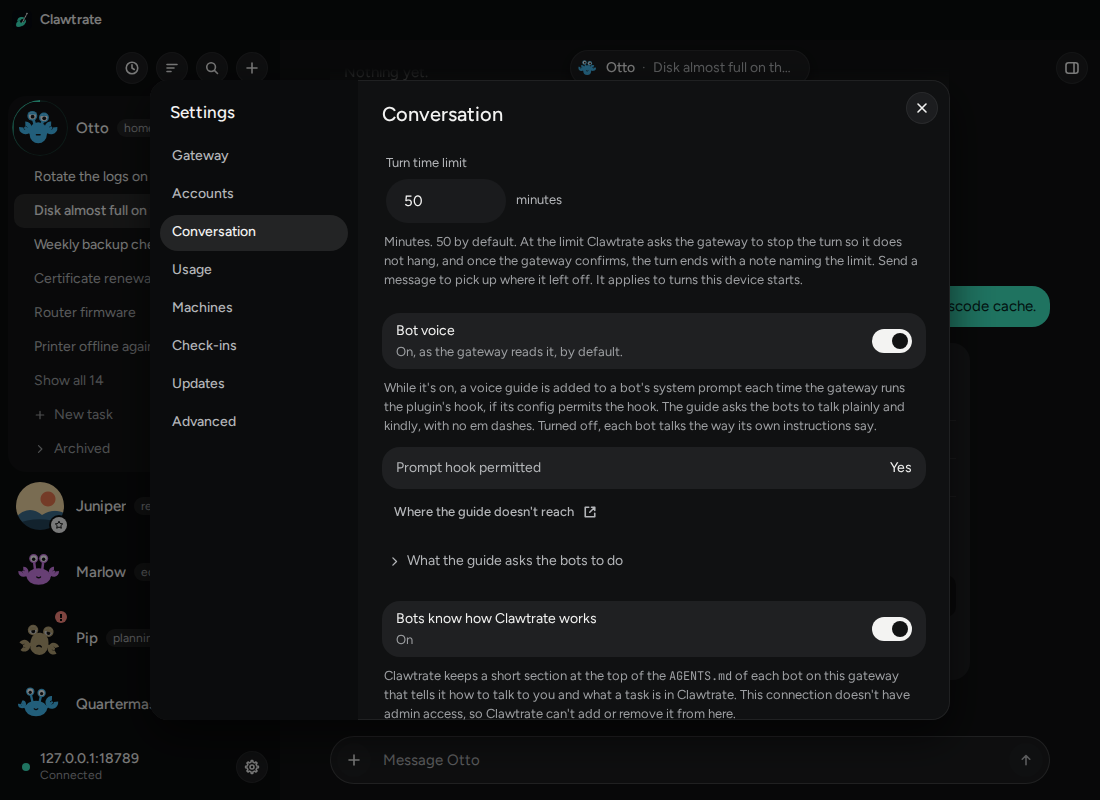 Clawtrate
Nothing yet.
Otto · Disk almost full on th...
Otto
Rotate the logs on
Disk almost full on
Weekly backup
Certificate
Router firmware
Printer offline
Show all 14
New task
Archived
Juniper
Marlow
Pip
!
127.0.0.1:18789
Connected
Settings
Gateway
Accounts
Conversation
Usage
Machines
Check-ins
Updates
Advanced
Conversation
Turn time limit
50 minutes
Minutes. 50 by default. At the limit Clawtrate asks the gateway to stop the turn so it does
not hang, and once the gateway confirms, the turn ends with a note naming the limit. Send a
message to pick up where it left off. It applies to turns this device starts.
Bot voice
On, as the gateway reads it, by default.
While it's on, a voice guide is added to a bot's system prompt each time the gateway runs
the plugin's hook, if its config permits the hook. The guide asks the bots to talk plainly and
kindly, with no em dashes. Turned off, each bot talks the way its own instructions say.
Prompt hook permitted Yes
Where the guide doesn't reach
What the guide asks the bots to do
Bots know how Clawtrate works
On
Clawtrate keeps a short section at the top of the AGENTS.md of each bot on this gateway
that tells it how to talk to you and what a task is in Clawtrate. This connection doesn't have
admin access, so Clawtrate can't add or remove it from here.
cache.
Message Otto